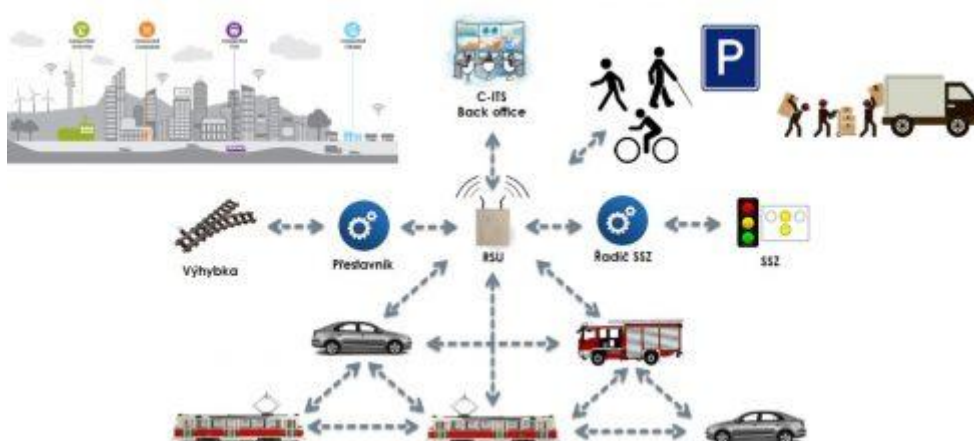 C-ITS
Back office
P
Výhybka
Přestavník
RSU
Řadič SSZ
SSZ